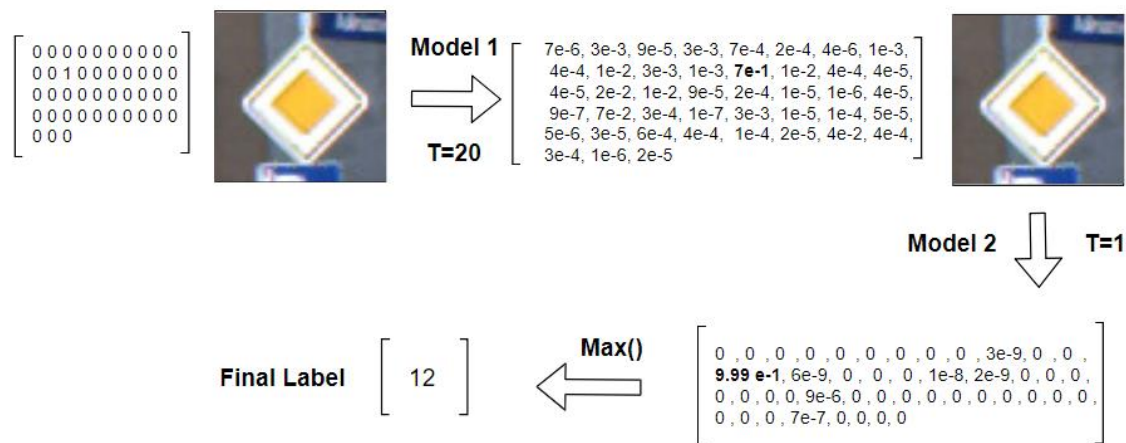 0 0 0 0 0 0 0 0 0 0
0 0 1 0 0 0 0 0 0 0
0 0 0 0 0 0 0 0 0 0
0 0 0 0 0 0 0 0 0 0
0 0 0
Model 1
T=20
7e-6, 3e-3, 9e-5, 3e-3, 7e-4, 2e-4, 4e-6, 1e-3,
4e-4, 1e-2, 3e-3, 1e-3, 7e-1, 1e-2, 4e-4, 4e-5,
4e-5, 2e-2, 1e-2, 9e-5, 2e-4, 1e-5, 1e-6, 4e-5,
9e-7, 7e-2, 3e-4, 1e-7, 3e-3, 1e-5, 1e-4, 5e-5,
5e-6, 3e-5, 6e-4, 4e-4, 1e-4, 2e-5, 4e-2, 4e-4,
3e-4, 1e-6, 2e-5
Model 2
T=1
0 , 0 , 0 , 0 , 0 , 0 , 0 , 0 , 0 , 3e-9, 0 , 0 ,
9.99 e-1, 6e-9, 0 , 0 , 0 , 1e-8, 2e-9, 0 , 0 , 0 ,
0 , 0 , 0 , 0, 9e-6, 0 , 0 , 0 , 0 , 0 , 0 , 0 , 0 , 0 , 0 ,
0 , 0 , 0 , 7e-7, 0, 0, 0, 0
Max()
Final Label
12